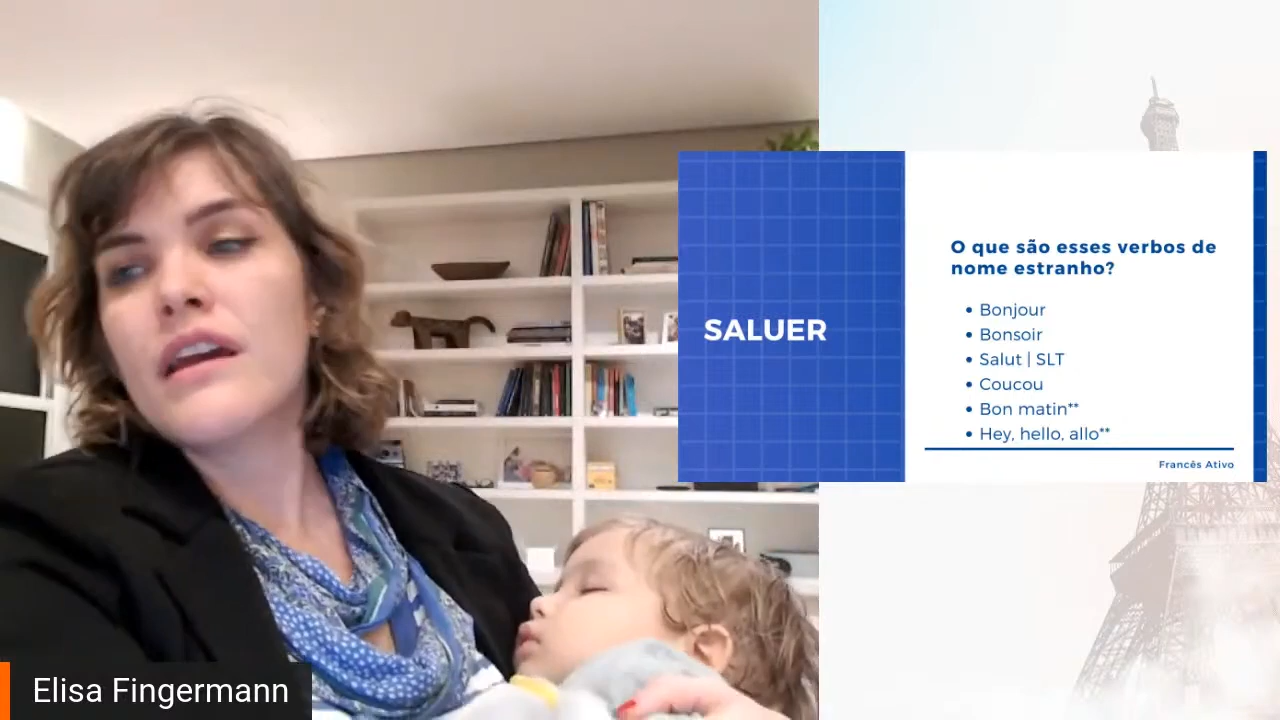 SALUER
O que são esses verbos de
nome estranho?
Bonjour
Bonsoir
Salut | SLT
Coucou
Bon matin**
Hey, hello, allo**
Francês Ativo
Elisa Fingermann